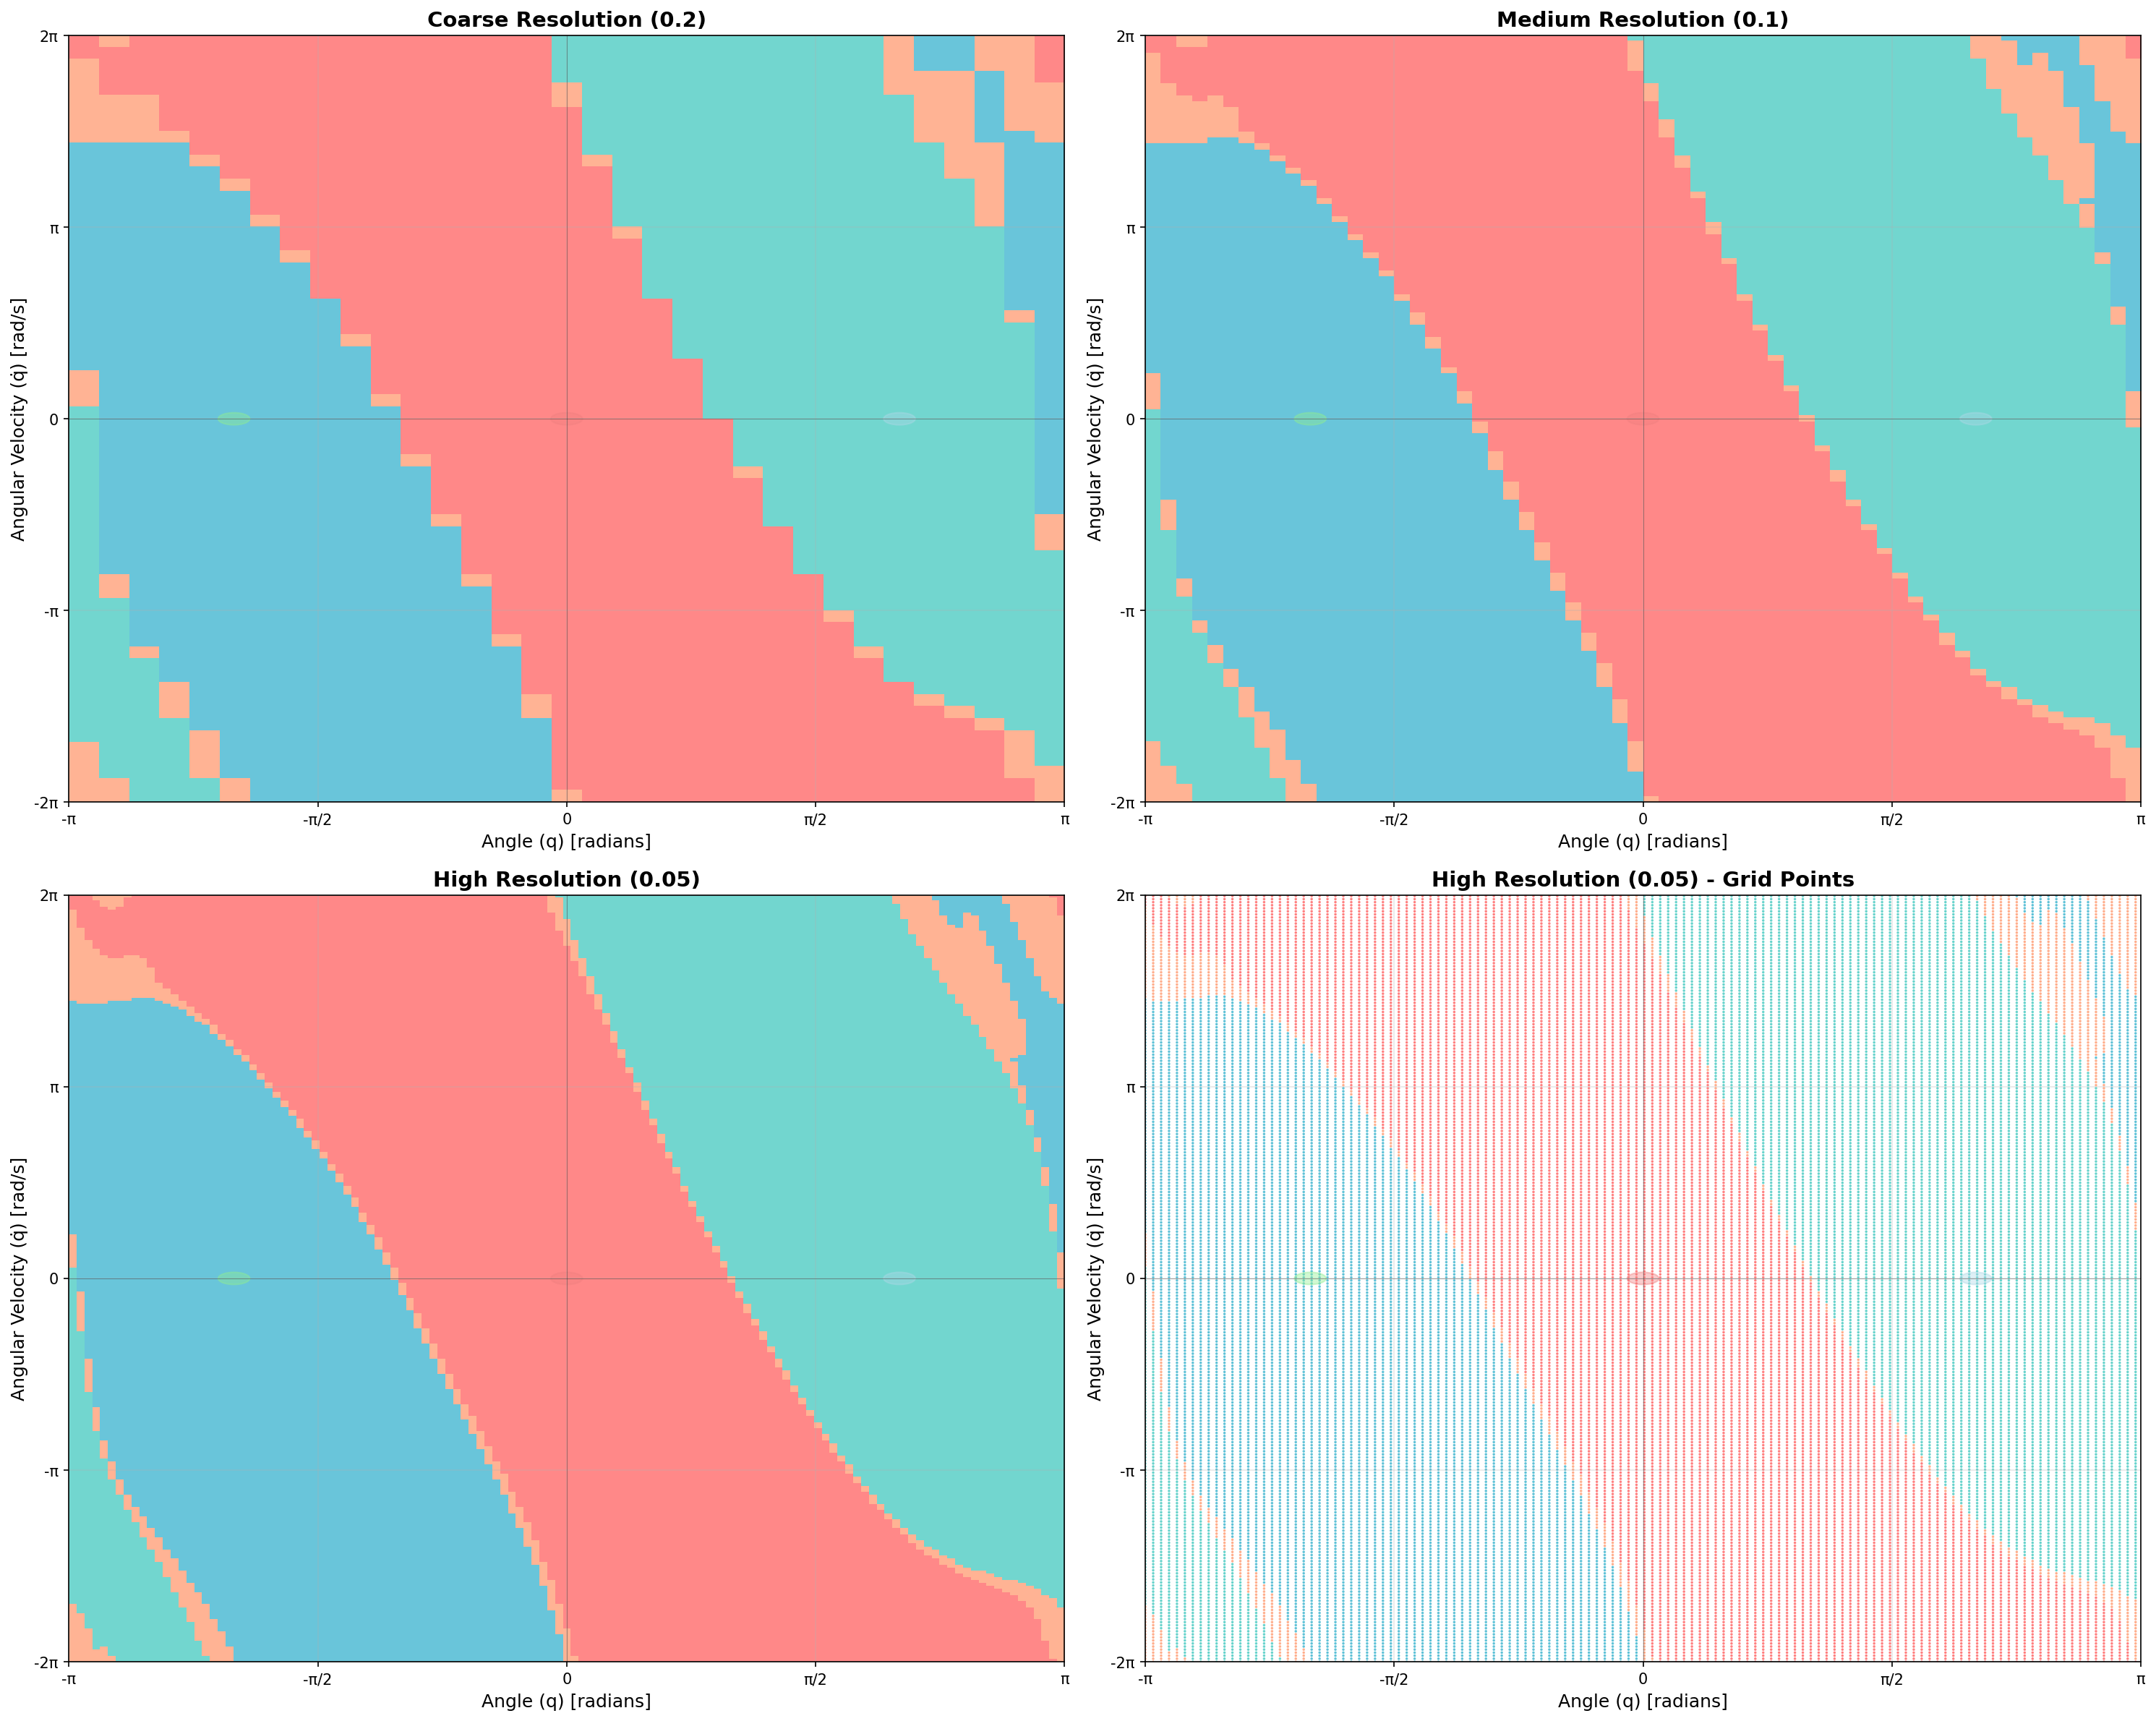 Coarse Resolution (0.2)
2π
π
0
-π
-2π
Angular Velocity (q̇) [rad/s]
-π
-π/2
0
π/2
π
Angle (q) [radians]
Medium Resolution (0.1)
2π
π
0
-π
-2π
Angular Velocity (q̇) [rad/s]
-π
-π/2
0
π/2
π
Angle (q) [radians]
High Resolution (0.05)
2π
π
0
-π
-2π
Angular Velocity (q̇) [rad/s]
-π
-π/2
0
π/2
π
Angle (q) [radians]
High Resolution (0.05) - Grid Points
2π
π
0
-π
-2π
Angular Velocity (q̇) [rad/s]
-π
-π/2
0
π/2
π
Angle (q) [radians]